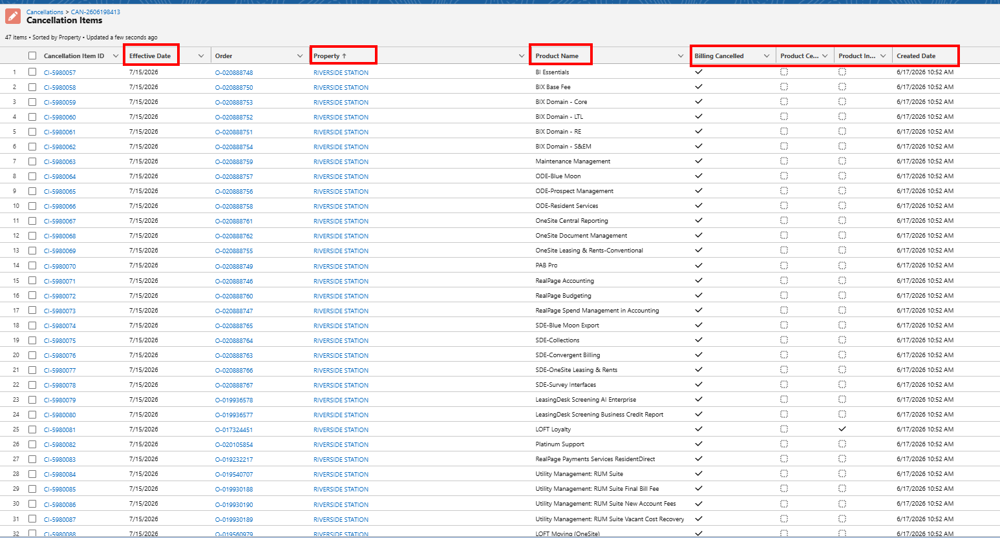 Cancellations > CAN-2606198413
Cancellation Items
47 items • Sorted by Property • Updated a few seconds ago
Cancellation Item ID Effective Date Order Property ↑ Product Name Billing Cancelled Product Ce... Product In... Created Date
1 CI-5980057 7/15/2026 O-020888748 RIVERSIDE STATION BI Essentials 6/17/2026 10:52 AM
2 CI-5980058 7/15/2026 O-020888750 RIVERSIDE STATION BIX Base Fee 6/17/2026 10:52 AM
3 CI-5980059 7/15/2026 O-020888753 RIVERSIDE STATION BIX Domain - Core 6/17/2026 10:52 AM
4 CI-5980060 7/15/2026 O-020888752 RIVERSIDE STATION BIX Domain - LTL 6/17/2026 10:52 AM
5 CI-5980061 7/15/2026 O-020888751 RIVERSIDE STATION BIX Domain - RE 6/17/2026 10:52 AM
6 CI-5980062 7/15/2026 O-020888754 RIVERSIDE STATION BIX Domain - S&EM 6/17/2026 10:52 AM
7 CI-5980063 7/15/2026 O-020888759 RIVERSIDE STATION Maintenance Management 6/17/2026 10:52 AM
8 CI-5980064 7/15/2026 O-020888757 RIVERSIDE STATION ODE-Blue Moon 6/17/2026 10:52 AM
9 CI-5980065 7/15/2026 O-020888756 RIVERSIDE STATION ODE-Prospect Management 6/17/2026 10:52 AM
10 CI-5980066 7/15/2026 O-020888758 RIVERSIDE STATION ODE-Resident Services 6/17/2026 10:52 AM
11 CI-5980067 7/15/2026 O-020888761 RIVERSIDE STATION OneSite Central Reporting 6/17/2026 10:52 AM
12 CI-5980068 7/15/2026 O-020888762 RIVERSIDE STATION OneSite Document Management 6/17/2026 10:52 AM
13 CI-5980069 7/15/2026 O-020888755 RIVERSIDE STATION OneSite Leasing & Rents-Conventional 6/17/2026 10:52 AM
14 CI-5980070 7/15/2026 O-020888749 RIVERSIDE STATION PAB Pro 6/17/2026 10:52 AM
15 CI-5980071 7/15/2026 O-020888746 RIVERSIDE STATION RealPage Accounting 6/17/2026 10:52 AM
16 CI-5980072 7/15/2026 O-020888760 RIVERSIDE STATION RealPage Budgeting 6/17/2026 10:52 AM
17 CI-5980073 7/15/2026 O-020888747 RIVERSIDE STATION RealPage Spend Management in Accounting 6/17/2026 10:52 AM
18 CI-5980074 7/15/2026 O-020888765 RIVERSIDE STATION SDE-Blue Moon Export 6/17/2026 10:52 AM
19 CI-5980075 7/15/2026 O-020888764 RIVERSIDE STATION SDE-Collections 6/17/2026 10:52 AM
20 CI-5980076 7/15/2026 O-020888763 RIVERSIDE STATION SDE-Convergent Billing 6/17/2026 10:52 AM
21 CI-5980077 7/15/2026 O-020888766 RIVERSIDE STATION SDE-OneSite Leasing & Rents 6/17/2026 10:52 AM
22 CI-5980078 7/15/2026 O-020888767 RIVERSIDE STATION SDE-Survey Interfaces 6/17/2026 10:52 AM
23 CI-5980079 7/15/2026 O-019936578 RIVERSIDE STATION LeasingDesk Screening AI Enterprise 6/17/2026 10:52 AM
24 CI-5980080 7/15/2026 O-019936577 RIVERSIDE STATION LeasingDesk Screening Business Credit Report 6/17/2026 10:52 AM
25 CI-5980081 7/15/2026 O-017324451 RIVERSIDE STATION LOFT Loyalty 6/17/2026 10:52 AM
26 CI-5980082 7/15/2026 O-020105854 RIVERSIDE STATION Platinum Support 6/17/2026 10:52 AM
27 CI-5980083 7/15/2026 O-019232217 RIVERSIDE STATION RealPage Payments Services ResidentDirect 6/17/2026 10:52 AM
28 CI-5980084 7/15/2026 O-019540707 RIVERSIDE STATION Utility Management: RUM Suite 6/17/2026 10:52 AM
29 CI-5980085 7/15/2026 O-019930188 RIVERSIDE STATION Utility Management: RUM Suite Final Bill Fee 6/17/2026 10:52 AM
30 CI-5980086 7/15/2026 O-019930190 RIVERSIDE STATION Utility Management: RUM Suite New Account Fees 6/17/2026 10:52 AM
31 CI-5980087 7/15/2026 O-019930189 RIVERSIDE STATION Utility Management: RUM Suite Vacant Cost Recovery 6/17/2026 10:52 AM
32 CI-5980088 7/15/2026 O-019560979 RIVERSIDE STATION LOFT Moving (OneSite) 6/17/2026 10:52 AM